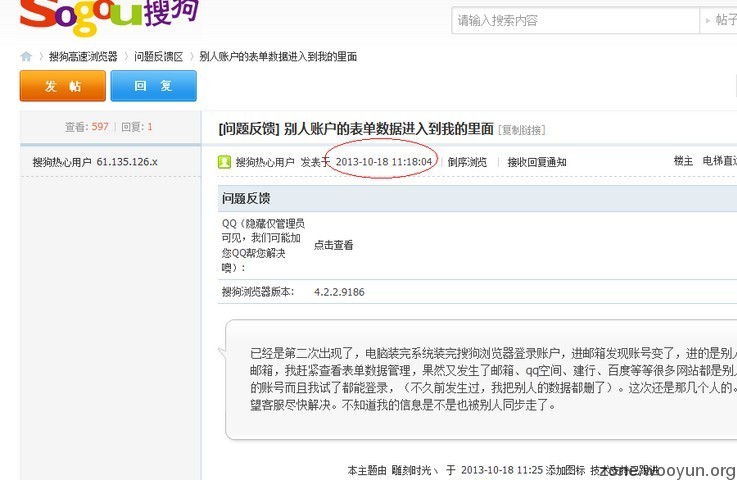 Sogou搜狗
请输入搜索内容
帖子
搜狗高速浏览器 〉 问题反馈区 〉 别人账户的表单数据进入到我的里面
发 帖
回 复
查看: 597 | 回复: 1
[问题反馈] 别人账户的表单数据进入到我的里面 [复制链接]
搜狗热心用户 61.135.126.x
搜狗热心用户 发表于 2013-10-18 11:18:04 | 倒序浏览 | 接收回复通知
楼主 电梯直达
问题反馈
QQ（隐藏仅管理员
可见，我们可能加
您QQ帮您解决
噢）:
点击查看
搜狗浏览器版本: 4.2.2.9186
已经是第二次出现了，电脑装完系统装完搜狗浏览器登录账户，进邮箱发现账号变了，进的是别人
邮箱，我赶紧查看表单数据管理，果然又发生了邮箱、qq空间、建行、百度等等很多网站都是别人
的账号而且我试了都能登录，（不久前发生过，我把别人的数据都删了）。这次还是那几个人的。
望客服尽快解决。不知道我的信息是不是也被别人同步走了。
本主题由 雕刻时光丶 于 2013-10-18 11:25 添加图标 技术支持已跟进
zone.wooyun.org